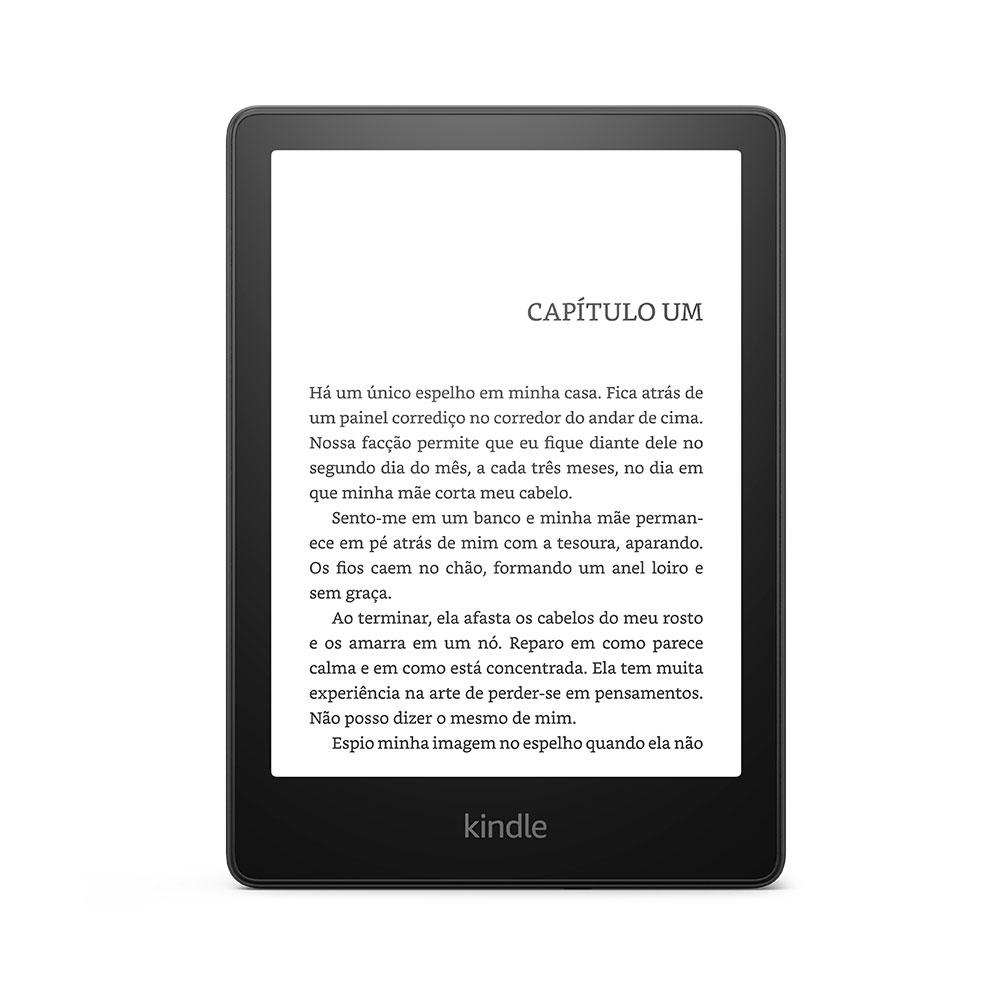 CAPÍTULO UM
Há um único espelho em minha casa. Fica atrás de
um painel corrediço no corredor do andar de cima.
Nossa facção permite que eu fique diante dele no
segundo dia do mês, a cada três meses, no dia em
que minha mãe corta meu cabelo.
Sento-me em um banco e minha mãe perman-
ece em pé atrás de mim com a tesoura, aparando.
Os fios caem no chão, formando um anel loiro e
sem graça.
Ao terminar, ela afasta os cabelos do meu rosto
e os amarra em um nó. Reparo em como parece
calma e em como está concentrada. Ela tem muita
experiência na arte de perder-se em pensamentos.
Não posso dizer o mesmo de mim.
Espio minha imagem no espelho quando ela não
kindle